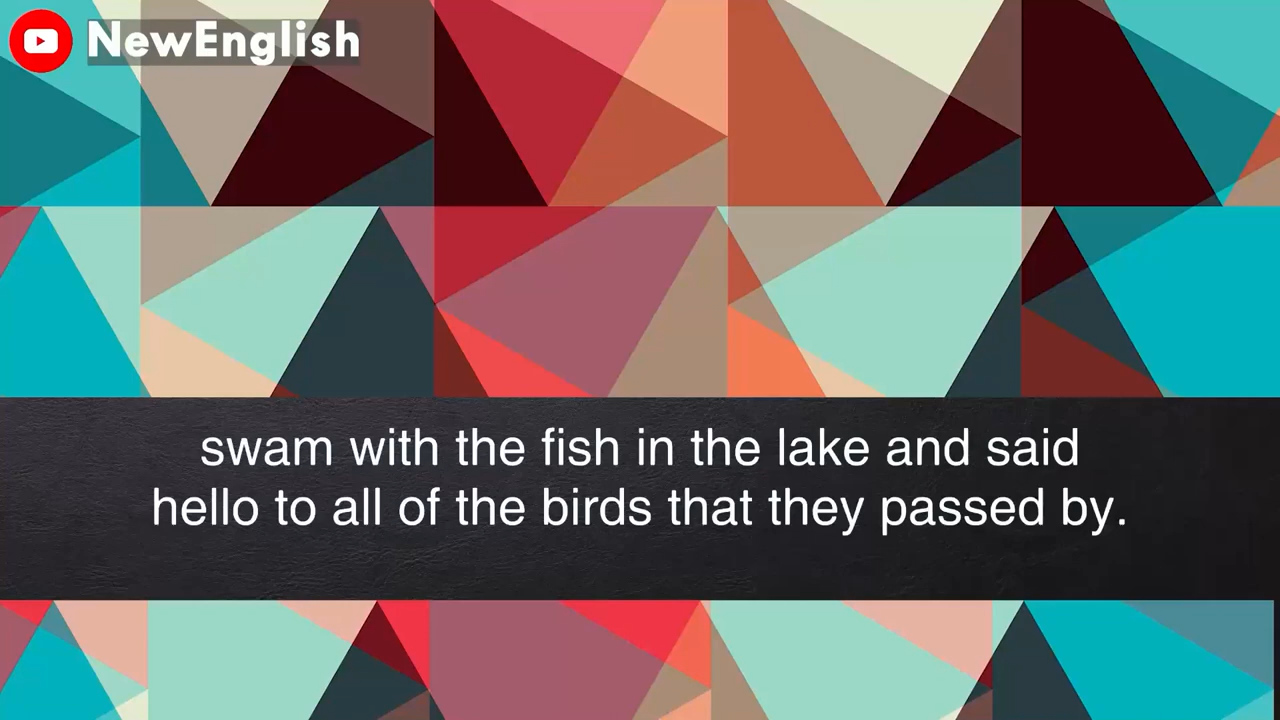 NewEnglish
swam with the fish in the lake and said
hello to all of the birds that they passed by.